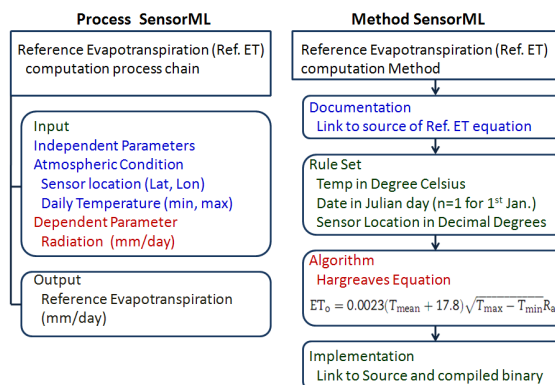 Process SensorML
Reference Evapotranspiration (Ref. ET)
computation process chain
Input
Independent Parameters
Atmospheric Condition
Sensor location (Lat, Lon)
Daily Temperature (min, max)
Dependent Parameter
Radiation (mm/day)
Output
Reference Evapotranspiration
(mm/day)
Method SensorML
Reference Evapotranspiration (Ref. ET)
computation Method
Documentation
Link to source of Ref. ET equation
Rule Set
Temp in Degree Celsius
Date in Julian day (n=1 for 1st Jan.)
Sensor Location in Decimal Degrees
Algorithm
Hargreaves Equation
ETo = 0.0023(Tmean + 17.8)√Tmax − Tmin Ra
Implementation
Link to Source and compiled binary